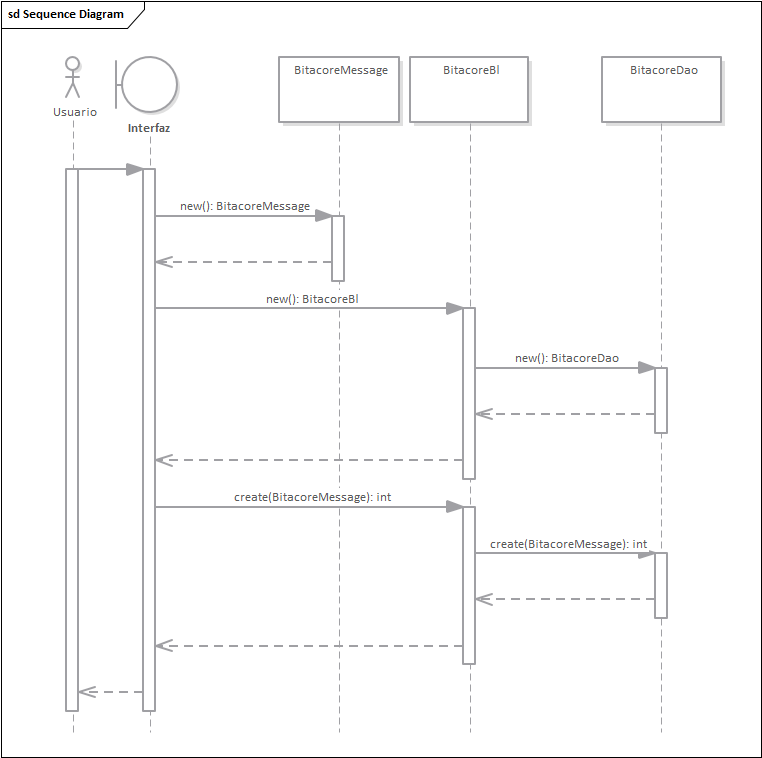 sd Sequence Diagram
Usuario
Interfaz
BitacoreMessage
BitacoreBl
BitacoreDao
new(): BitacoreMessage
new(): BitacoreBl
new(): BitacoreDao
create(BitacoreMessage): int
create(BitacoreMessage): int